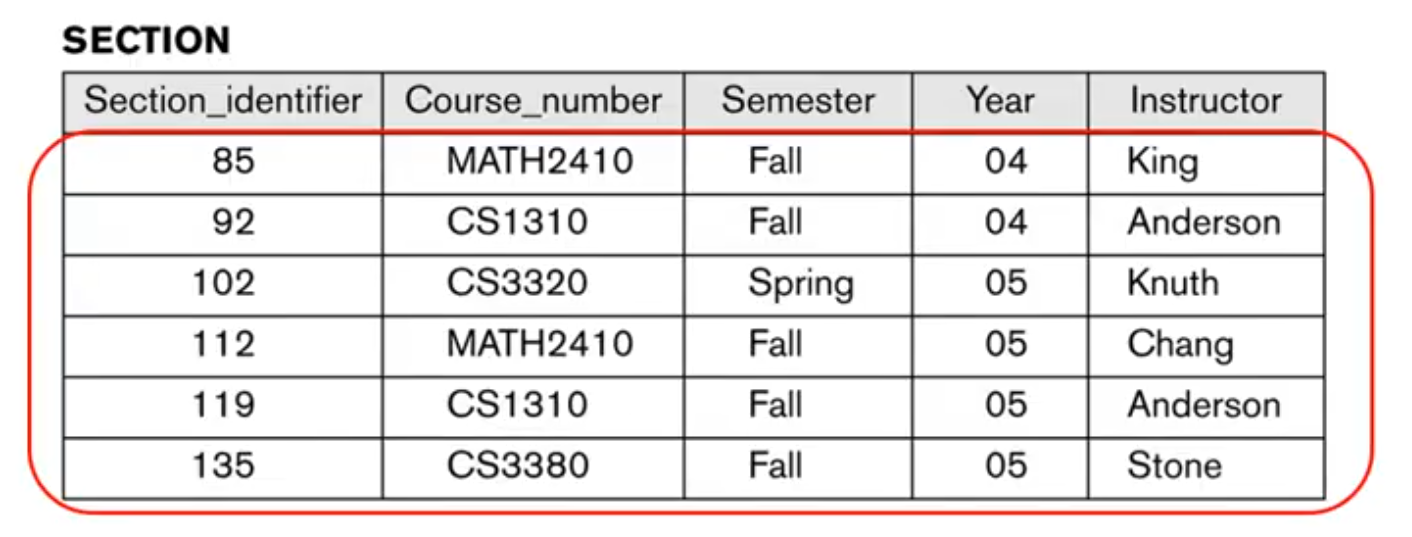 SECTION
Section_identifier Course_number Semester Year Instructor
85 MATH2410 Fall 04 King
92 CS1310 Fall 04 Anderson
102 CS3320 Spring 05 Knuth
112 MATH2410 Fall 05 Chang
119 CS1310 Fall 05 Anderson
135 CS3380 Fall 05 Stone